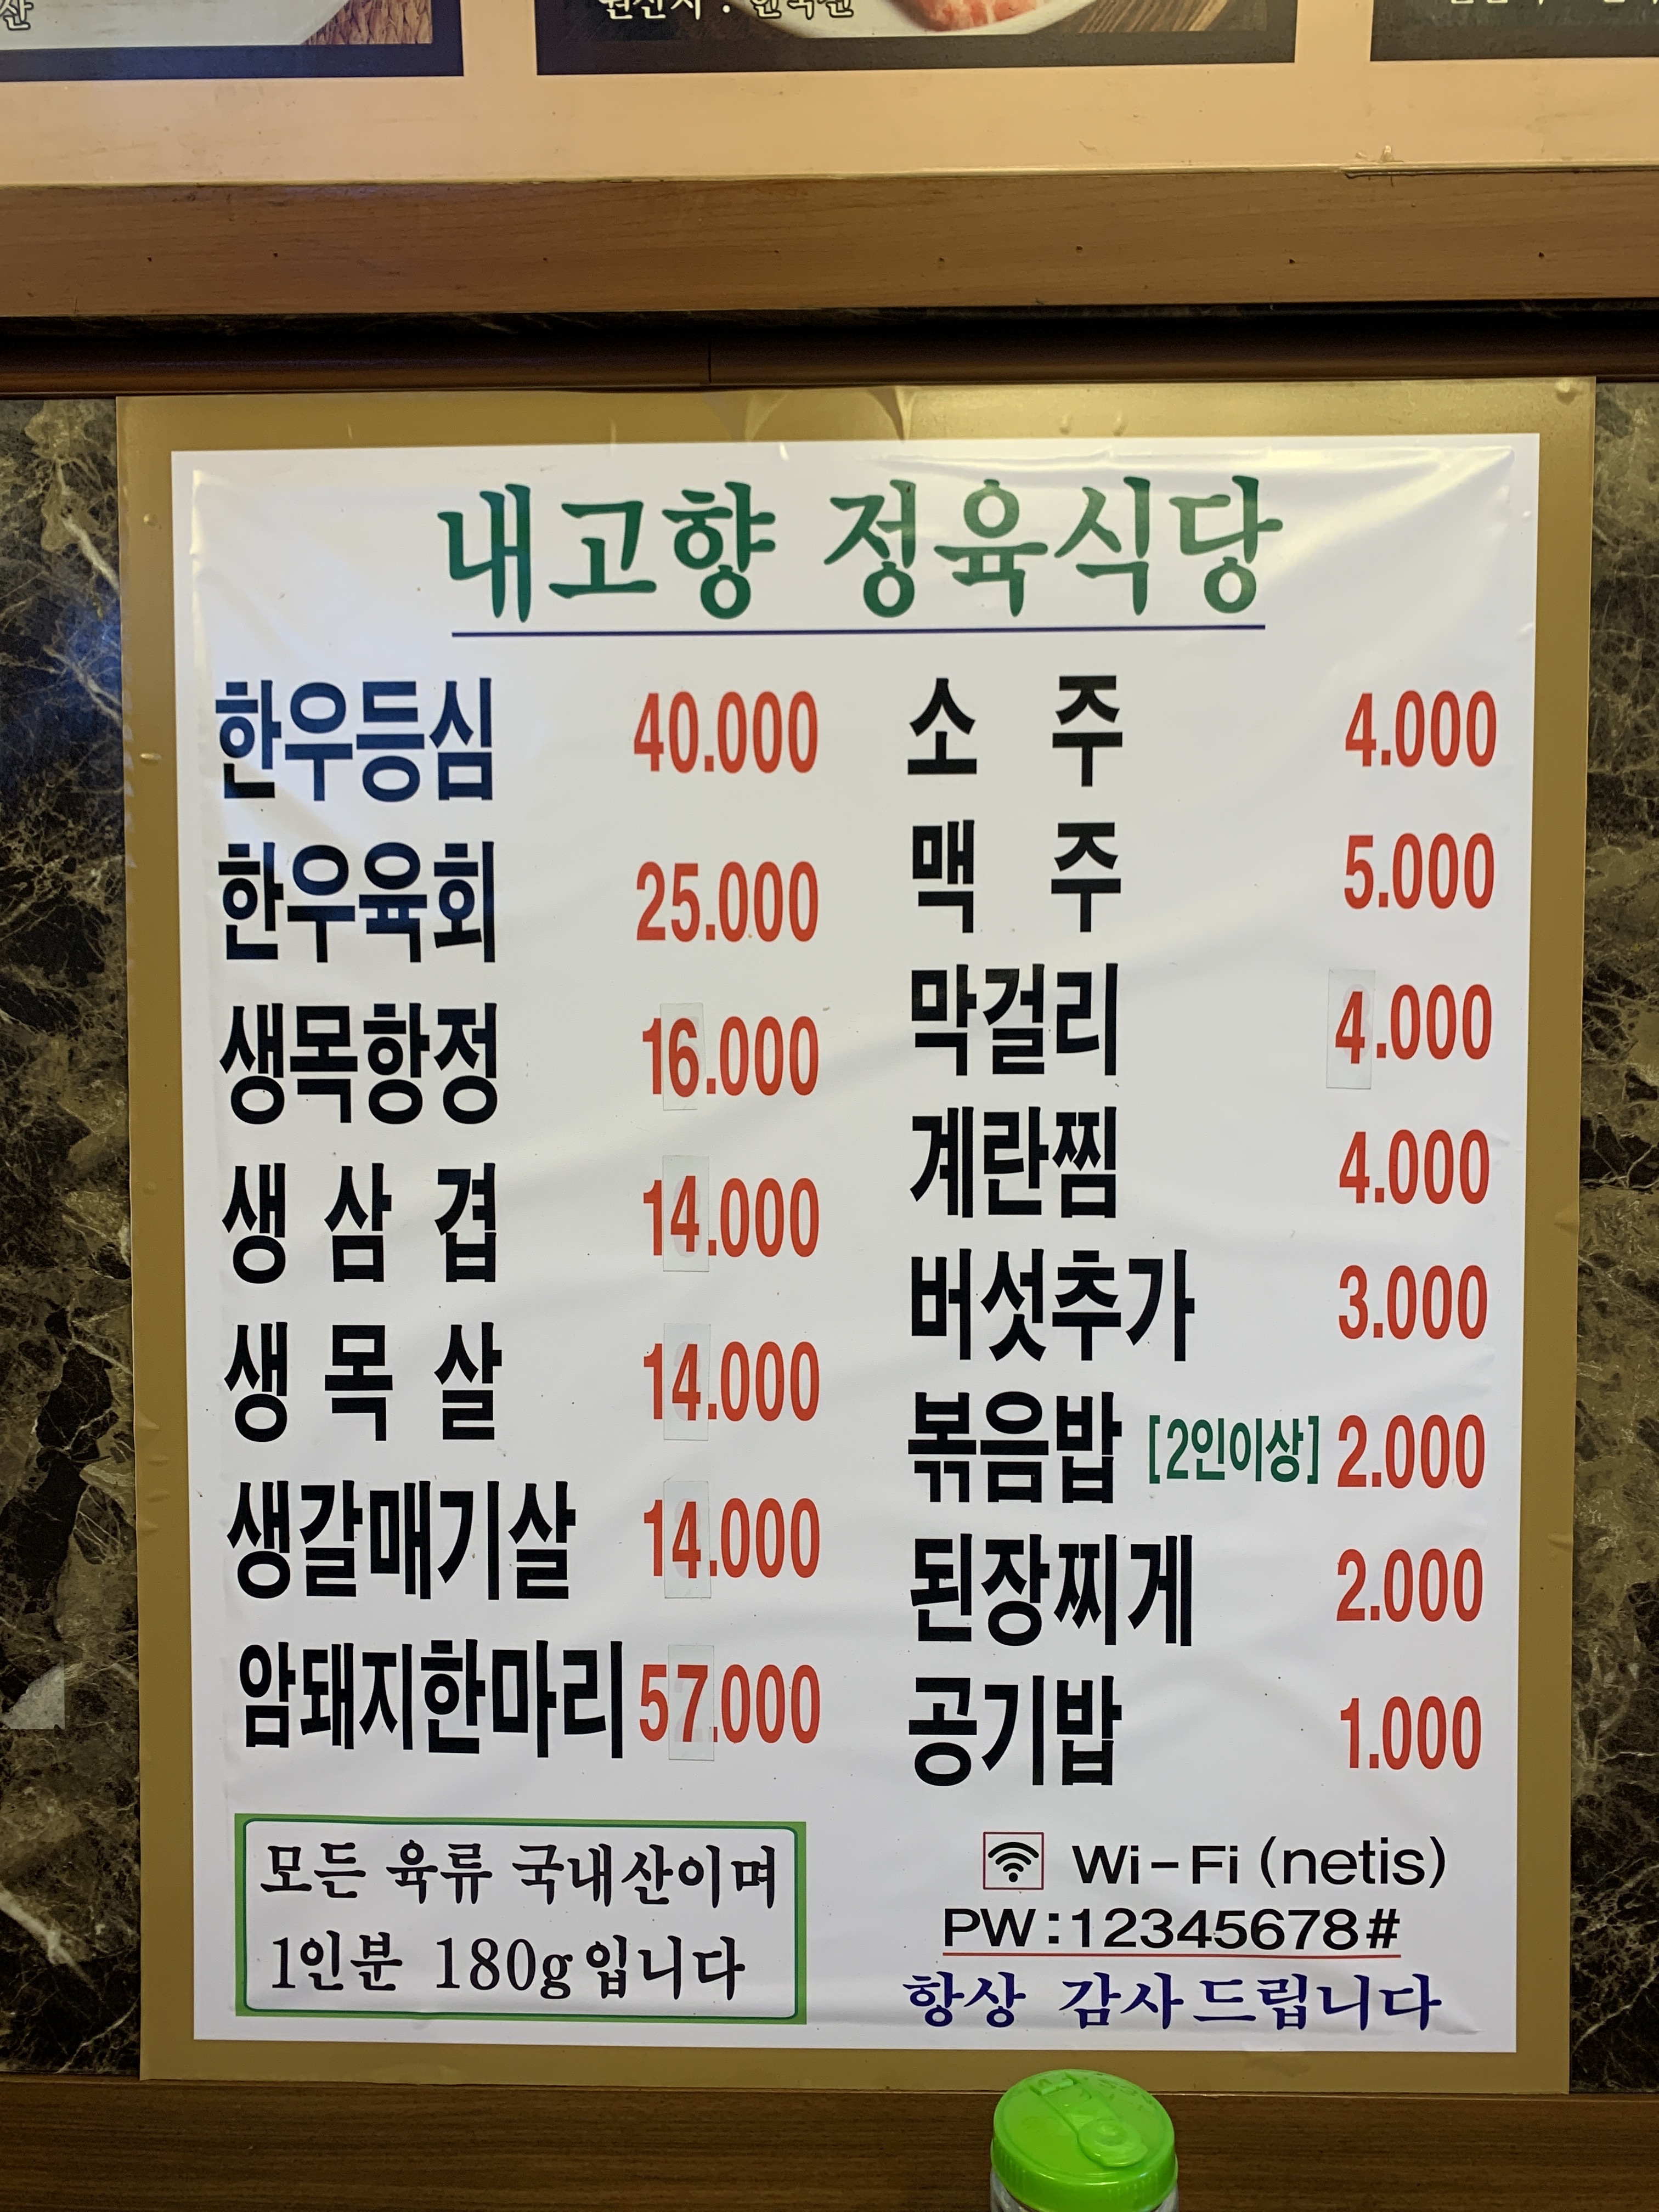 내고향 정육식당
한우등심 40.000
한우육회 25.000
생목항정 16.000
생 삼 겹 14.000
생 목 살 14.000
생갈매기살 14.000
암돼지한마리 57.000
모든 육류 국내산이며
1인분 180g입니다
소 주 4.000
맥 주 5.000
막걸리 4.000
계란찜 4.000
버섯추가 3.000
볶음밥 [2인이상] 2.000
된장찌게 2.000
공기밥 1.000
Wi-Fi (netis)
PW:12345678#
항상 감사드립니다